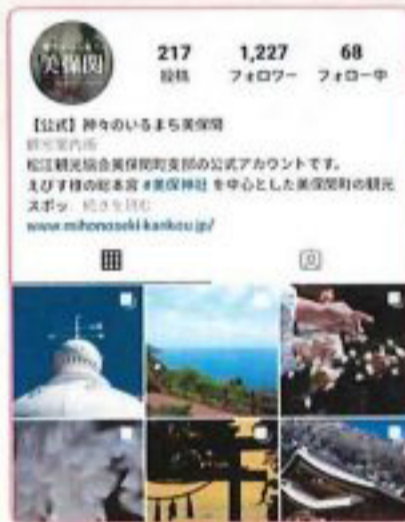 美保関
217
1,227
68
投稿
フォロワー
フォロー中
【公式】神々のいるまち美保関
観光案内所
松江観光協会美保関町支部の公式アカウントです。
えびす様の総本宮 #美保神社 を中心とした美保関町の観光
スポッ 続きを読む
www.mihonoseki-kankou.jp/